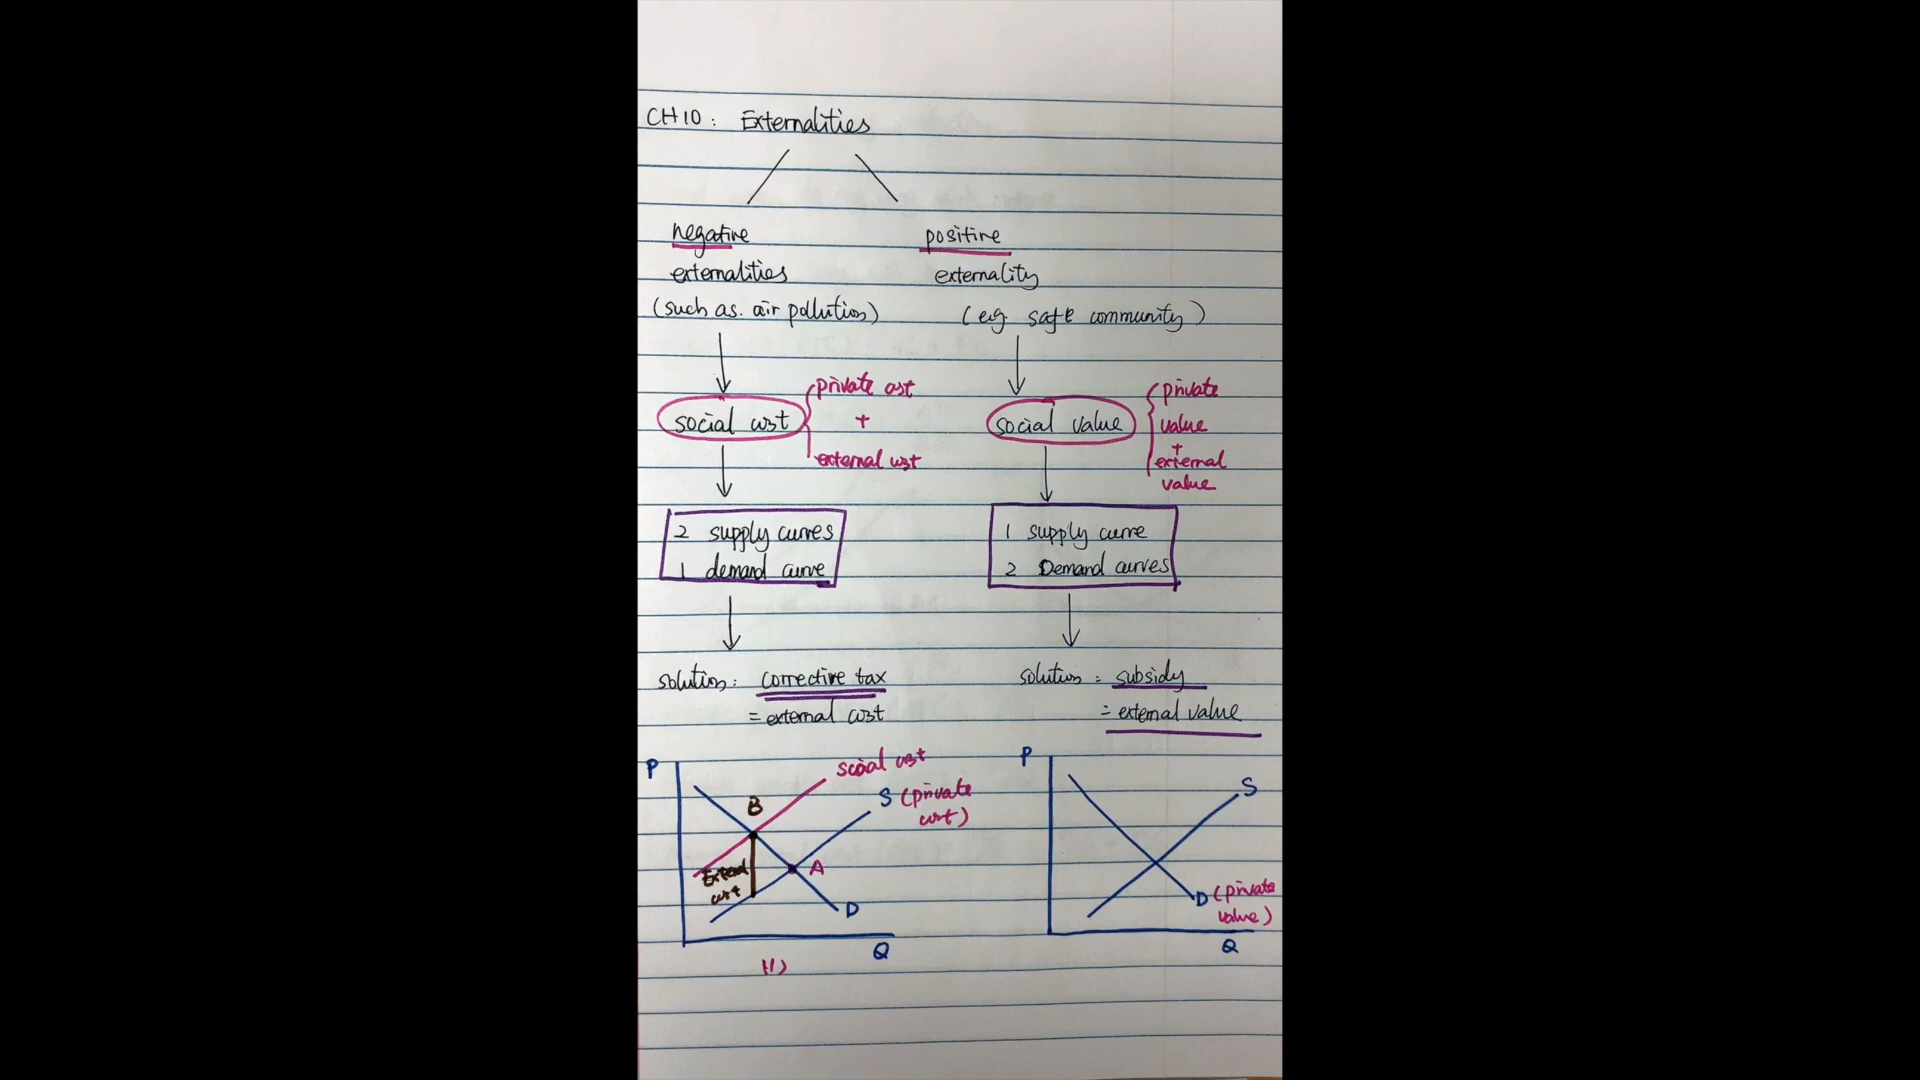 CH10: Externalities
negative
externalities
(such as. air pollution)
positive
externality
(eg. safe community)
social cost
private cost
+
external cost
social value
private
value
+
external
value
2 supply curves
1 demand curve
1 supply curve
2 Demand curves
solution: corrective tax
= external cost
solution = subsidy
= external value
P
social cost
S (private
cost)
B
A
cost
D
Q
(1)
P
S
D (private
value)
Q